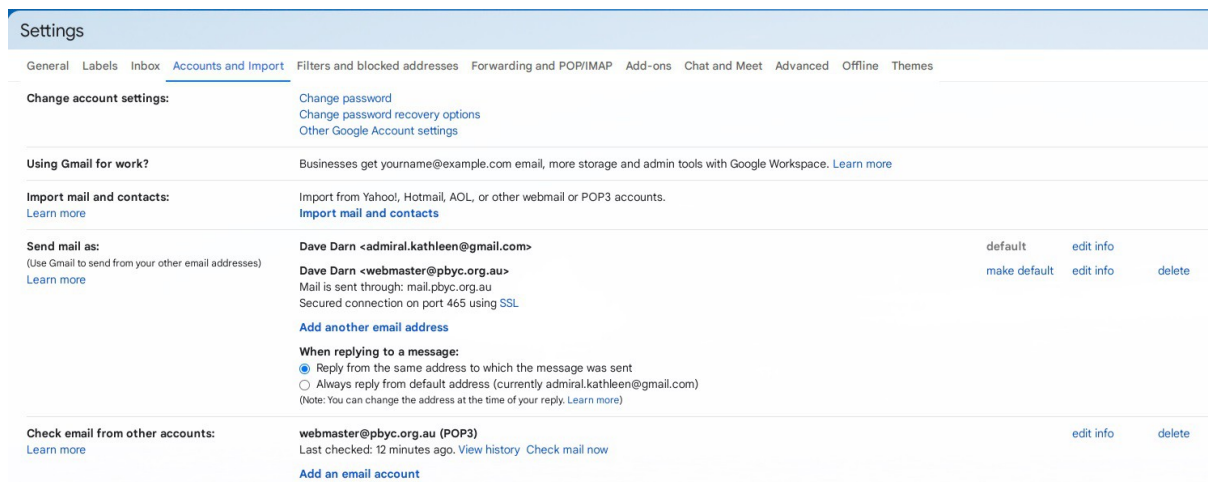 Settings
General Labels Inbox Accounts and Import Filters and blocked addresses Forwarding and POP/IMAP Add-ons Chat and Meet Advanced Offline Themes
Change account settings: Change password
Change password recovery options
Other Google Account settings
Using Gmail for work? Businesses get yourname@example.com email, more storage and admin tools with Google Workspace. Learn more
Import mail and contacts: Import from Yahoo!, Hotmail, AOL, or other webmail or POP3 accounts.
Learn more Import mail and contacts
Send mail as: Dave Darn <admiral.kathleen@gmail.com> default edit info
(Use Gmail to send from your other email addresses)
Learn more
Dave Darn <webmaster@pbyc.org.au> make default edit info delete
Mail is sent through: mail.pbyc.org.au
Secured connection on port 465 using SSL
Add another email address
When replying to a message:
Reply from the same address to which the message was sent
Always reply from default address (currently admiral.kathleen@gmail.com)
(Note: You can change the address at the time of your reply. Learn more)
Check email from other accounts: webmaster@pbyc.org.au (POP3) edit info delete
Learn more Last checked: 12 minutes ago. View history Check mail now
Add an email account